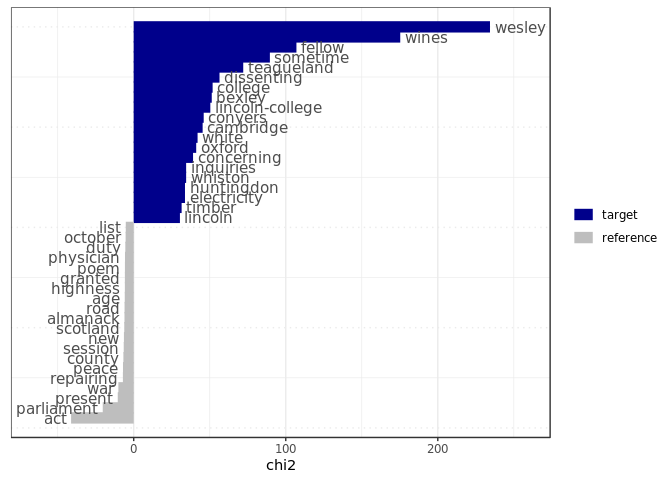 wesley
wines
fellow
sometime
teagueland
dissenting
college
bexley
lincoln-college
convers
cambridge
white
oxford
concerning
inquiries
whiston
huntingdon
electricity
timber
lincoln
list
october
duty
physician
poem
granted
highness
age
road
almanack
scotland
new
session
county
peace
repairing
war
present
parliament
act
0 100 200
chi2
target
reference